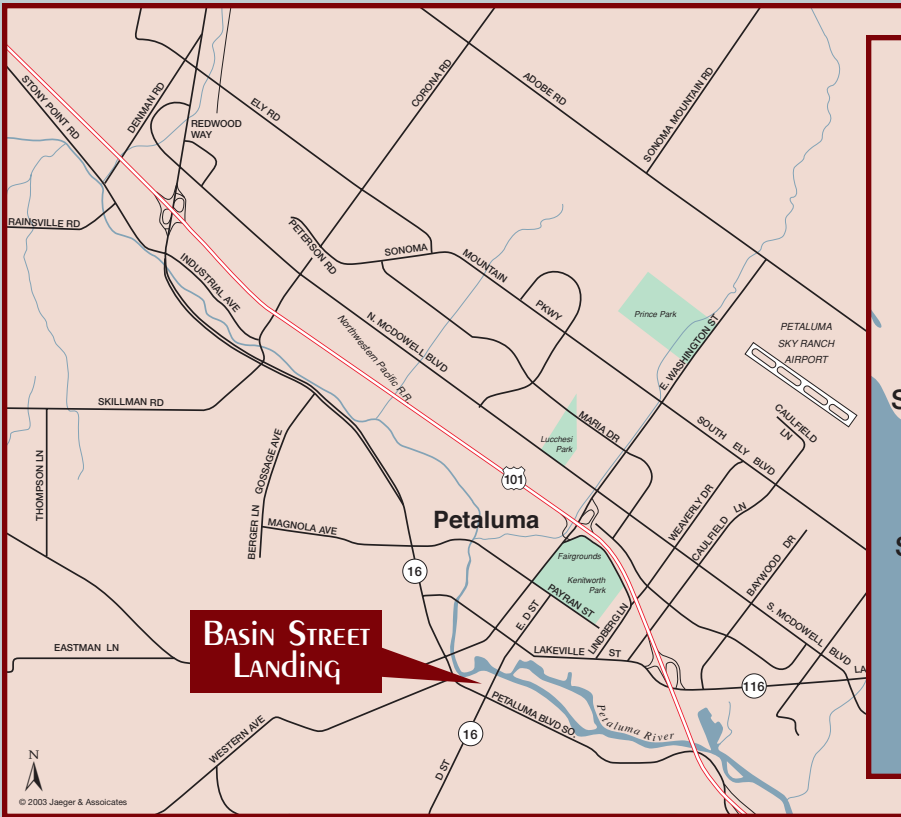 STONY POINT RD
DENMAN RD
REDWOOD
WAY
ELY RD
CORONA RD
ADOBE RD
SONOMA MOUNTAIN RD
RAINSVILLE RD
INDUSTRIAL AVE
PETERSON RD
SONOMA
MOUNTAIN
PKWY
N. MCDOWELL BLVD
Northwestern Pacific R.R.
Prince Park
E. WASHINGTON ST
PETALUMA
SKY RANCH
AIRPORT
SKILLMAN RD
THOMPSON LN
GOSSAGE AVE
BERGER LN
MAGNOLA AVE
Lucchesi
Park
MARIA DR
SOUTH ELY BLVD
CAULFIELD
LN
101
Petaluma
WEAVERLY DR
CAULFIELD LN
BAYWOOD DR
Fairgrounds
Kenitworth
Park
PAYRAN ST
E. D ST
LINDBERG LN
S. MCDOWELL BLVD
LA
16
LAKEVILLE ST
116
EASTMAN LN
BASIN STREET
LANDING
PETALUMA BLVD SO.
Petaluma River
WESTERN AVE
16
D ST
N
© 2003 Jaeger & Assoicates
S
S